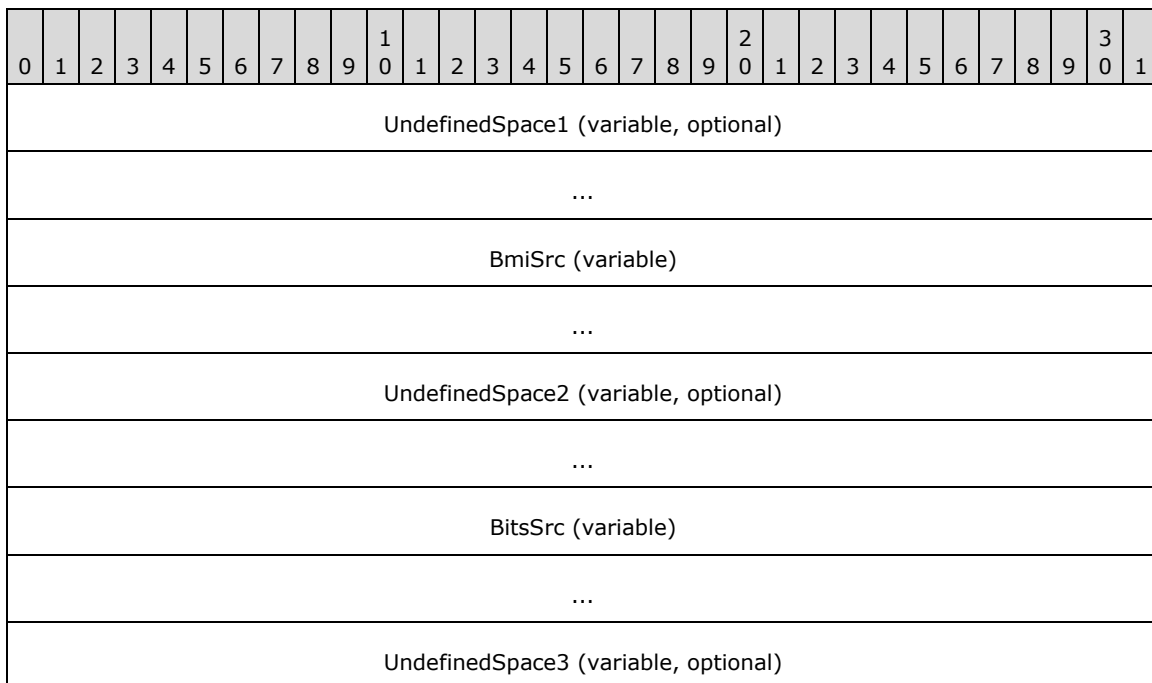 1 2 3
0 1 2 3 4 5 6 7 8 9 0 1 2 3 4 5 6 7 8 9 0 1 2 3 4 5 6 7 8 9 0 1
UndefinedSpace1 (variable, optional)
...
BmiSrc (variable)
...
UndefinedSpace2 (variable, optional)
...
BitsSrc (variable)
...
UndefinedSpace3 (variable, optional)